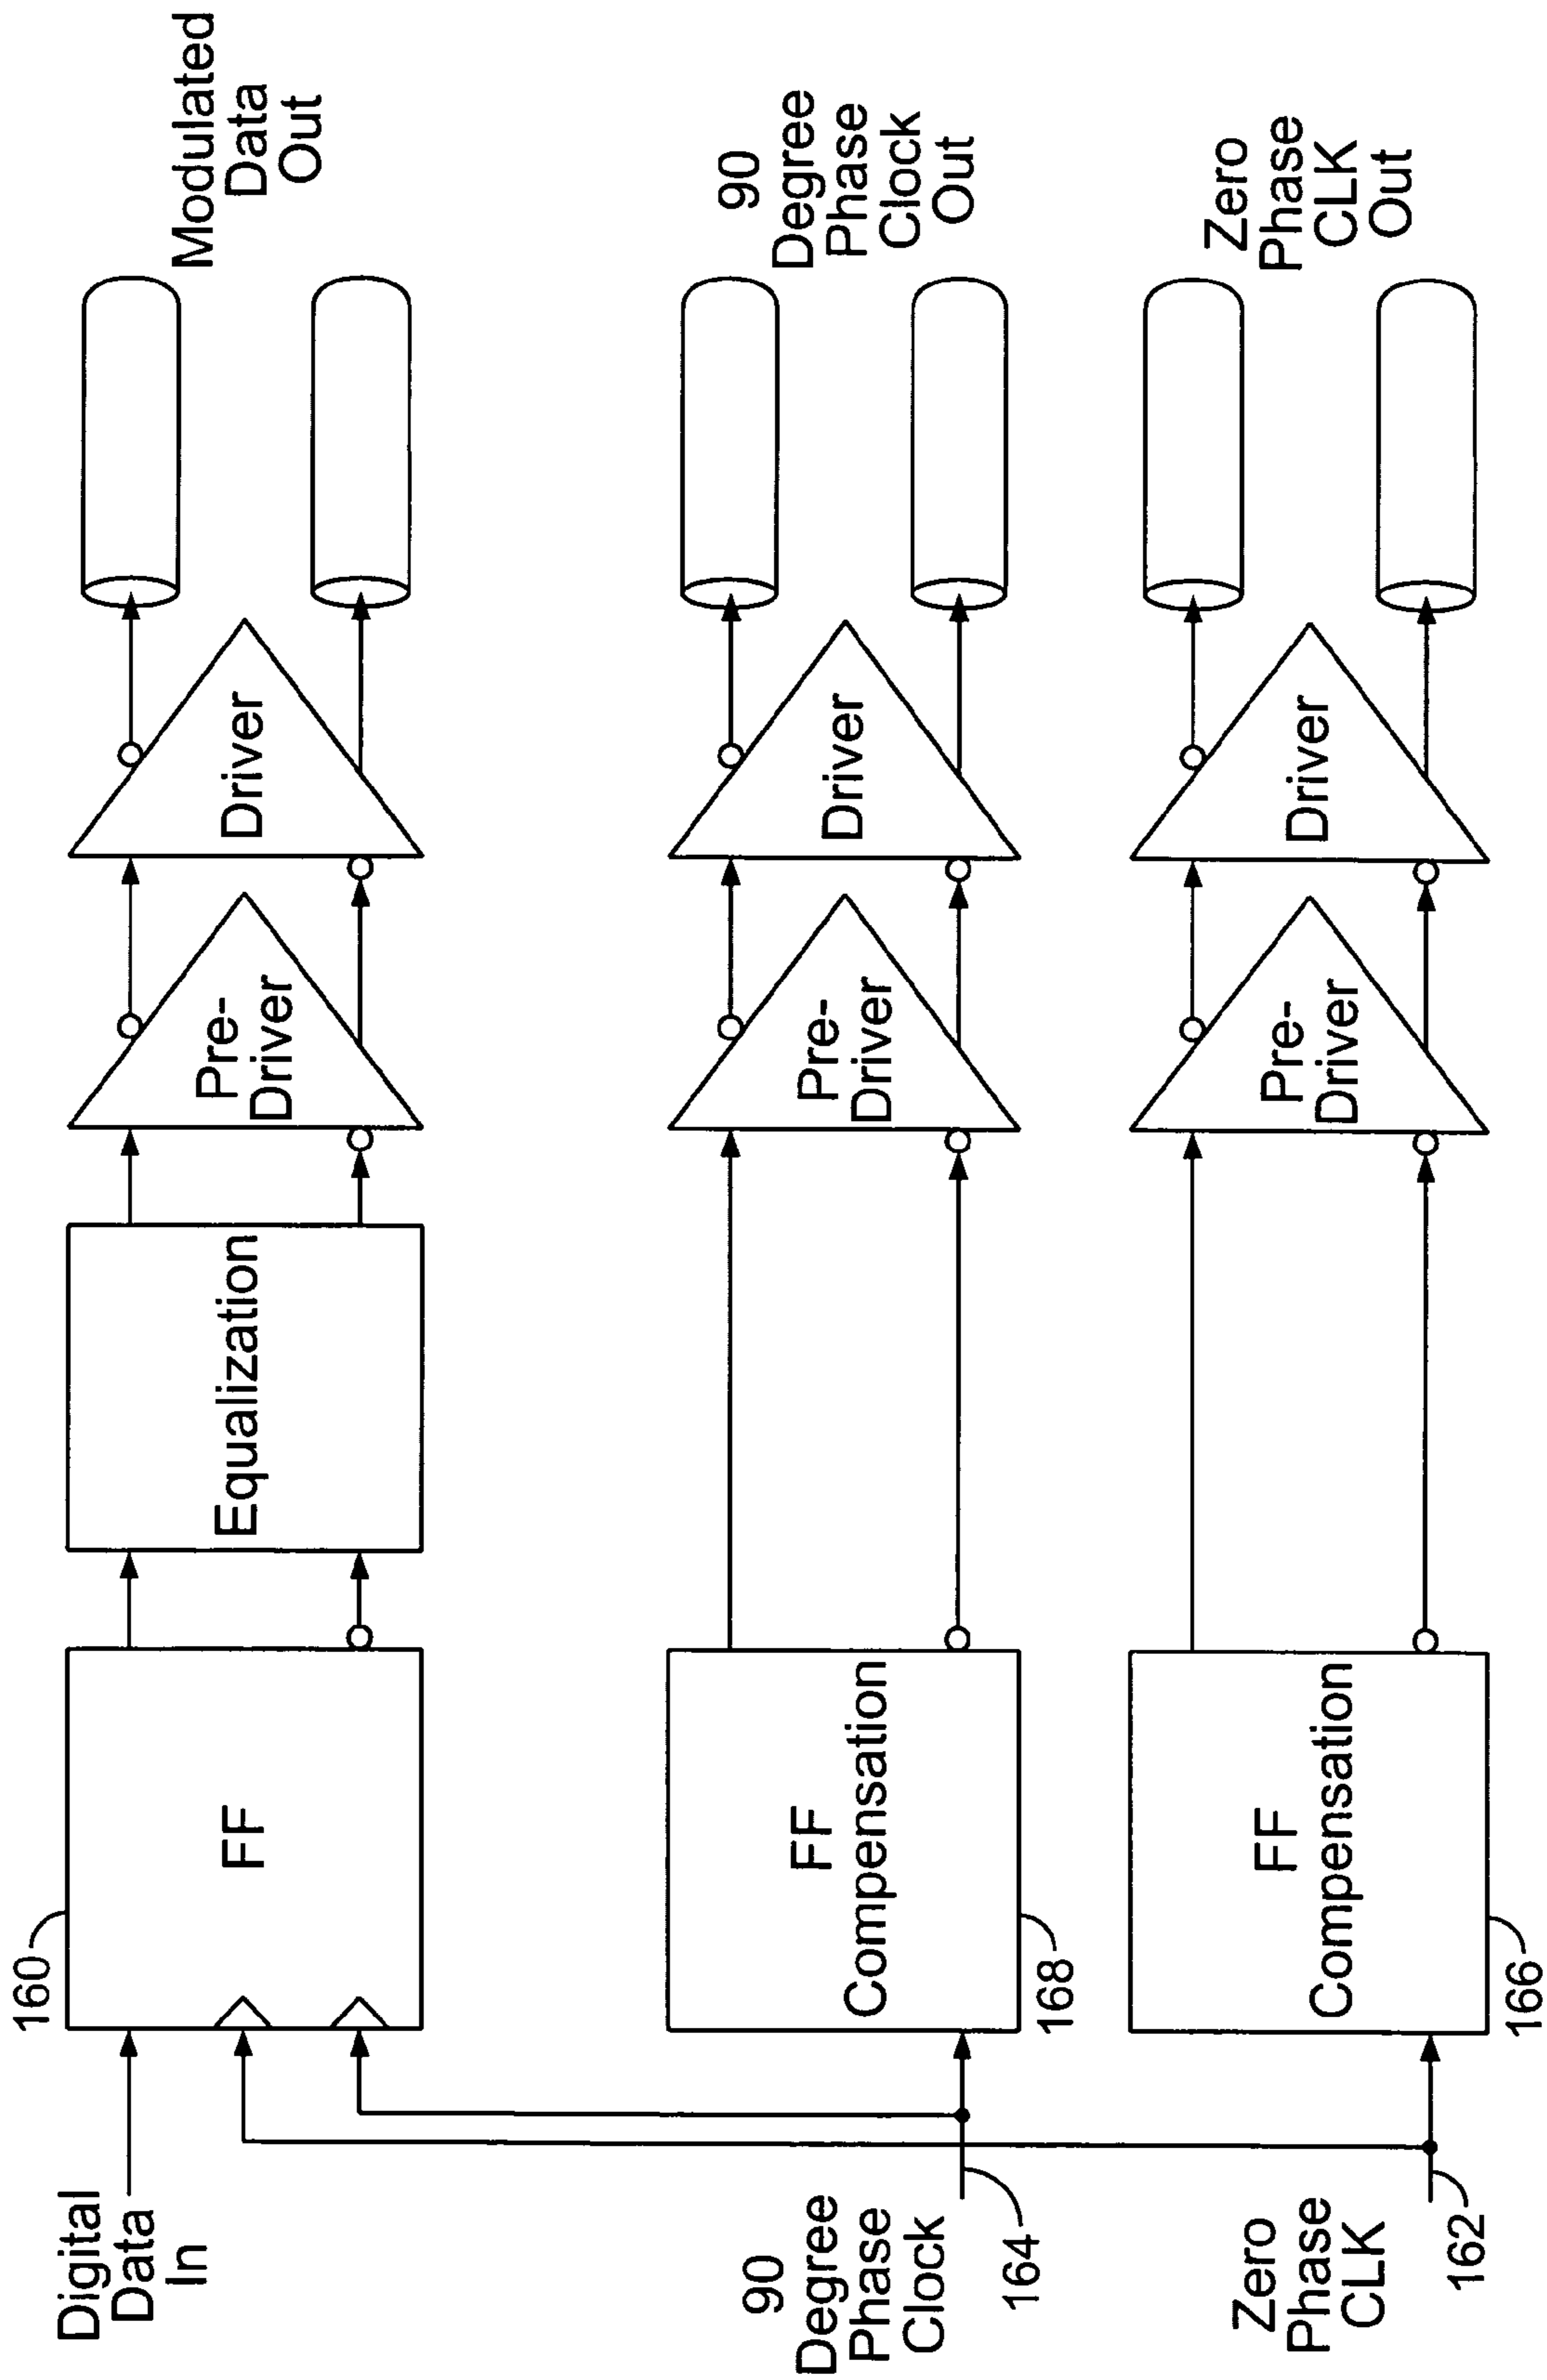 160
Digital
Data
In
FF
Equalization
Pre-
Driver
Driver
Modulated
Data
Out
90
Degree
Phase
Clock
164
FF
Compensation
168
Pre-
Driver
Driver
90
Degree
Phase
Clock
Out
Zero
Phase
CLK
162
FF
Compensation
166
Pre-
Driver
Driver
Zero
Phase
CLK
Out